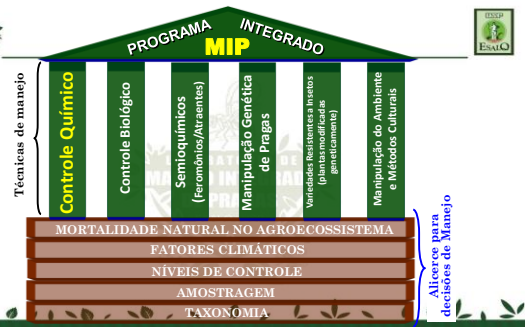 PROGRAMA INTEGRADO
MIP
ESALQ
Técnicas de manejo
Controle Químico
Controle Biológico
Semioquímicos
(Feromônios/Atraentes)
Manipulação Genética
de Pragas
Variedades Resistentes a Insetos
(plantas modificadas
geneticamente)
Manipulação do Ambiente
e Métodos Culturais
MORTALIDADE NATURAL NO AGROECOSSISTEMA
FATORES CLIMÁTICOS
NÍVEIS DE CONTROLE
AMOSTRAGEM
TAXONOMIA
Alicerce para
decisões de Manejo